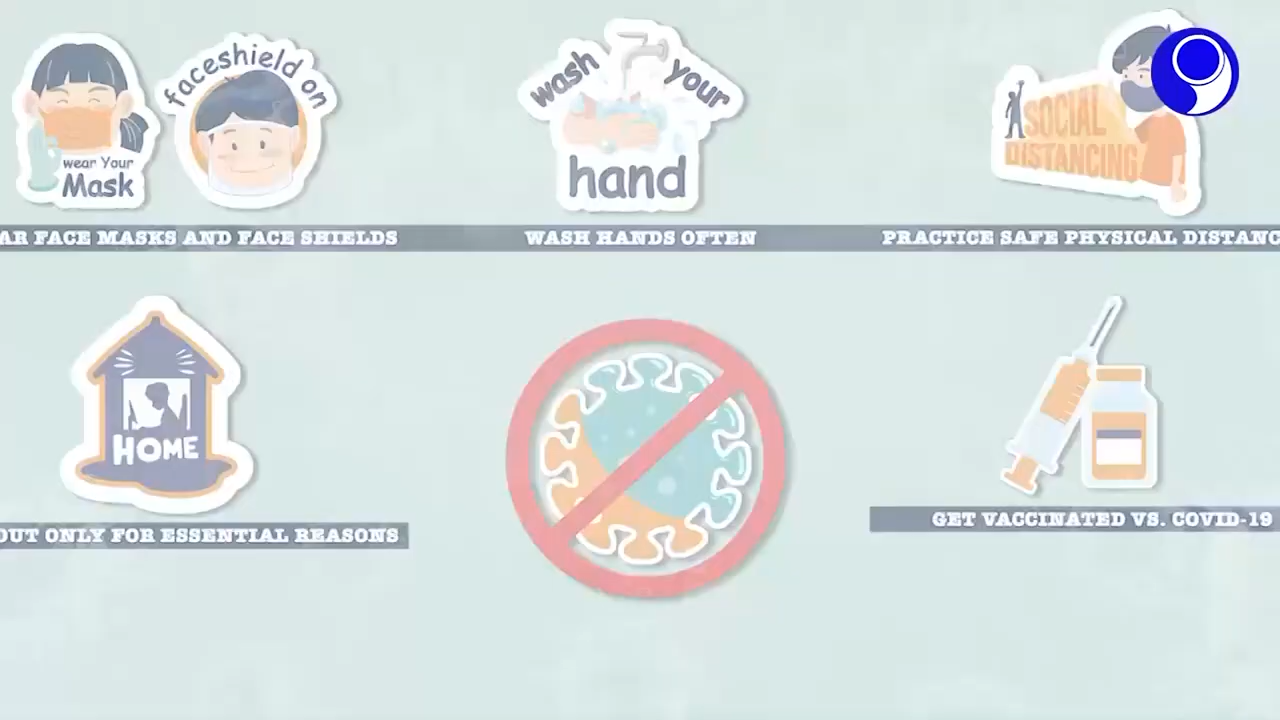 wear Your
Mask
faceshield on
wash your
hand
SOCIAL
DISTANCING
AR FACE MASKS AND FACE SHIELDS
WASH HANDS OFTEN
PRACTICE SAFE PHYSICAL DISTANC
HOME
OUT ONLY FOR ESSENTIAL REASONS
GET VACCINATED VS. COVID-19